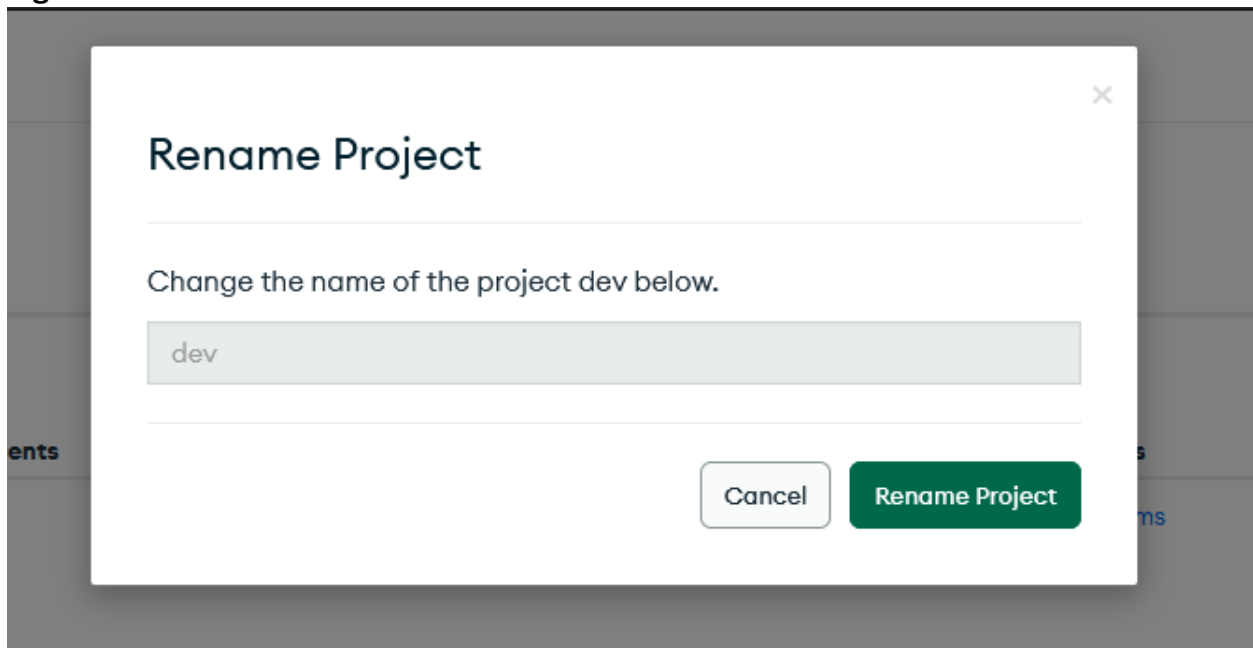 ×
Rename Project
Change the name of the project dev below.
dev
ents
s
Cancel
Rename Project
ms